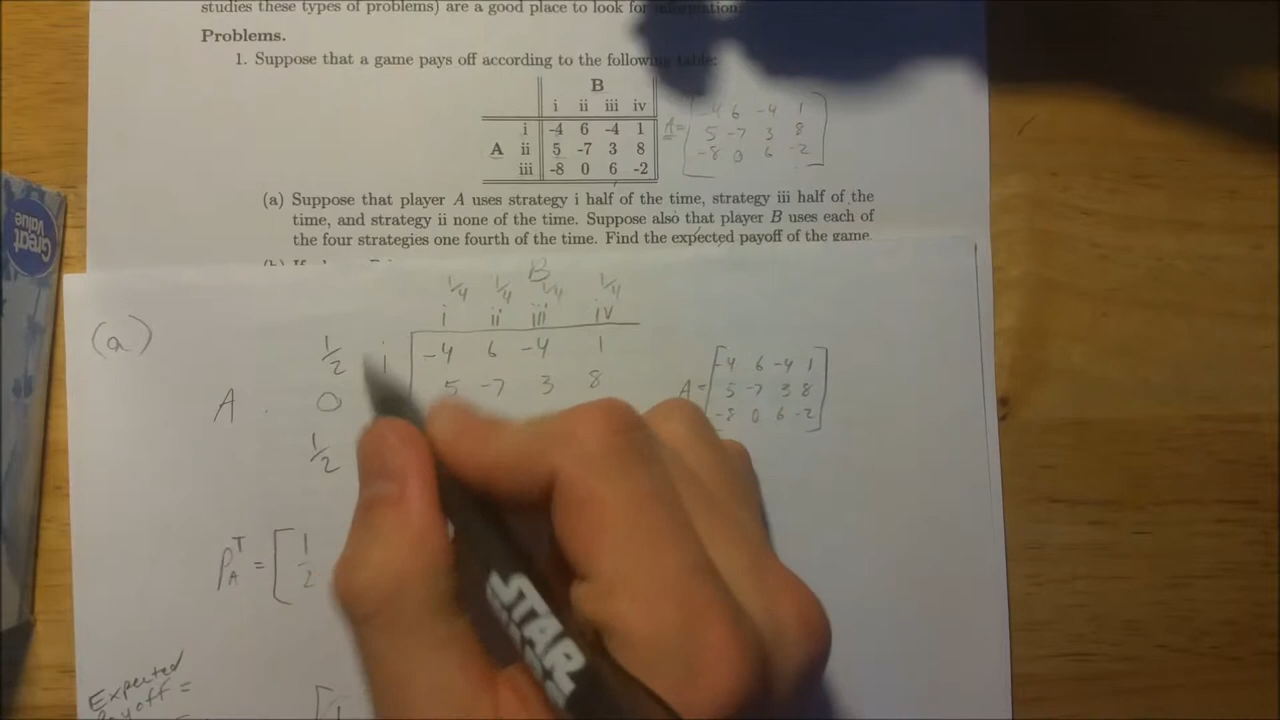 studies these types of problems) are a good place to look for information.
Problems.
1. Suppose that a game pays off according to the following table:
B
i ii iii iv
i -4 6 -4 1
A ii 5 -7 3 8
iii -8 0 6 -2
A = -4 6 -4 1
5 -7 3 8
-8 0 6 -2
(a) Suppose that player A uses strategy i half of the time, strategy iii half of the
time, and strategy ii none of the time. Suppose also that player B uses each of
the four strategies one fourth of the time. Find the expected payoff of the game.
Great
Value
(a)
B
1/4 1/4 1/4 1/4
i ii iii iv
1/2 i -4 6 -4 1
A 0 5 -7 3 8
1/2
A = -4 6 -4 1
5 -7 3 8
-8 0 6 -2
P_A^T = [ 1/2
Expected
Payoff =
STAR